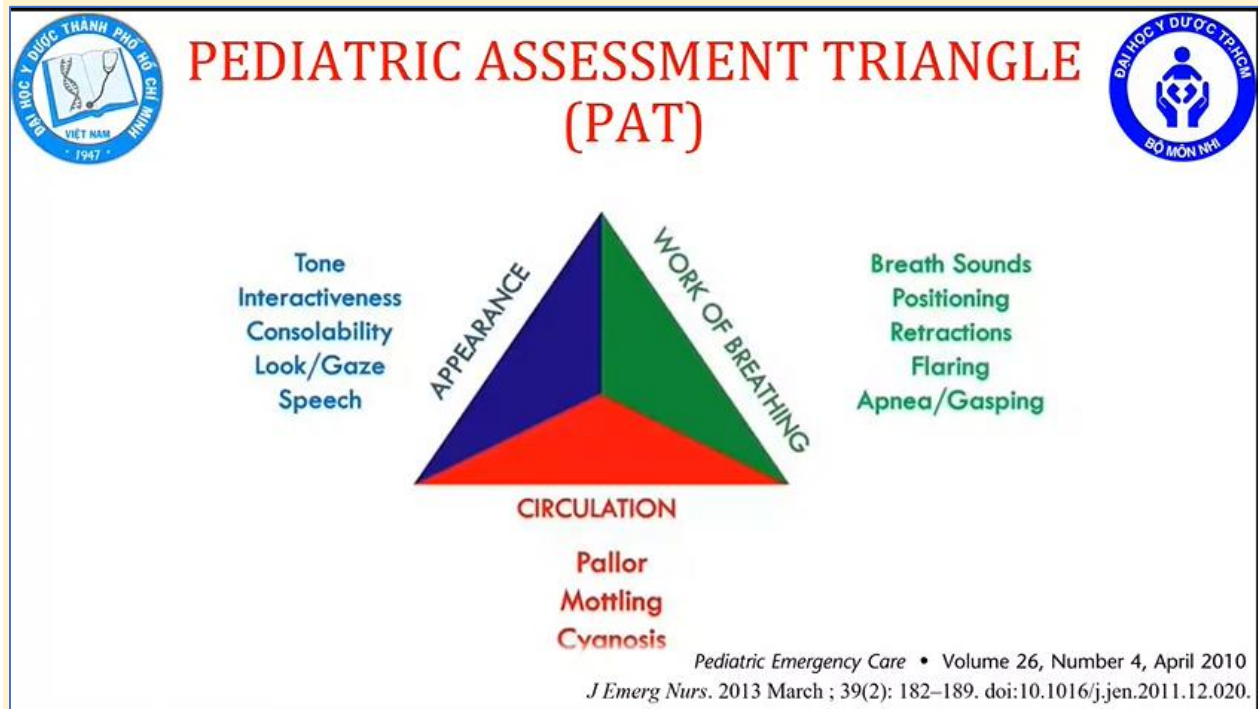 ĐẠI HỌC Y DƯỢC THÀNH PHỐ HỒ CHÍ MINH
VIỆT NAM
• 1947 •
PEDIATRIC ASSESSMENT TRIANGLE
(PAT)
ĐẠI HỌC Y DƯỢC TP.HCM
BỘ MÔN NHI
Tone
Interactiveness
Consolability
Look/Gaze
Speech
APPEARANCE
WORK OF BREATHING
Breath Sounds
Positioning
Retractions
Flaring
Apnea/Gasping
CIRCULATION
Pallor
Mottling
Cyanosis
Pediatric Emergency Care • Volume 26, Number 4, April 2010
J Emerg Nurs. 2013 March ; 39(2): 182–189. doi:10.1016/j.jen.2011.12.020.